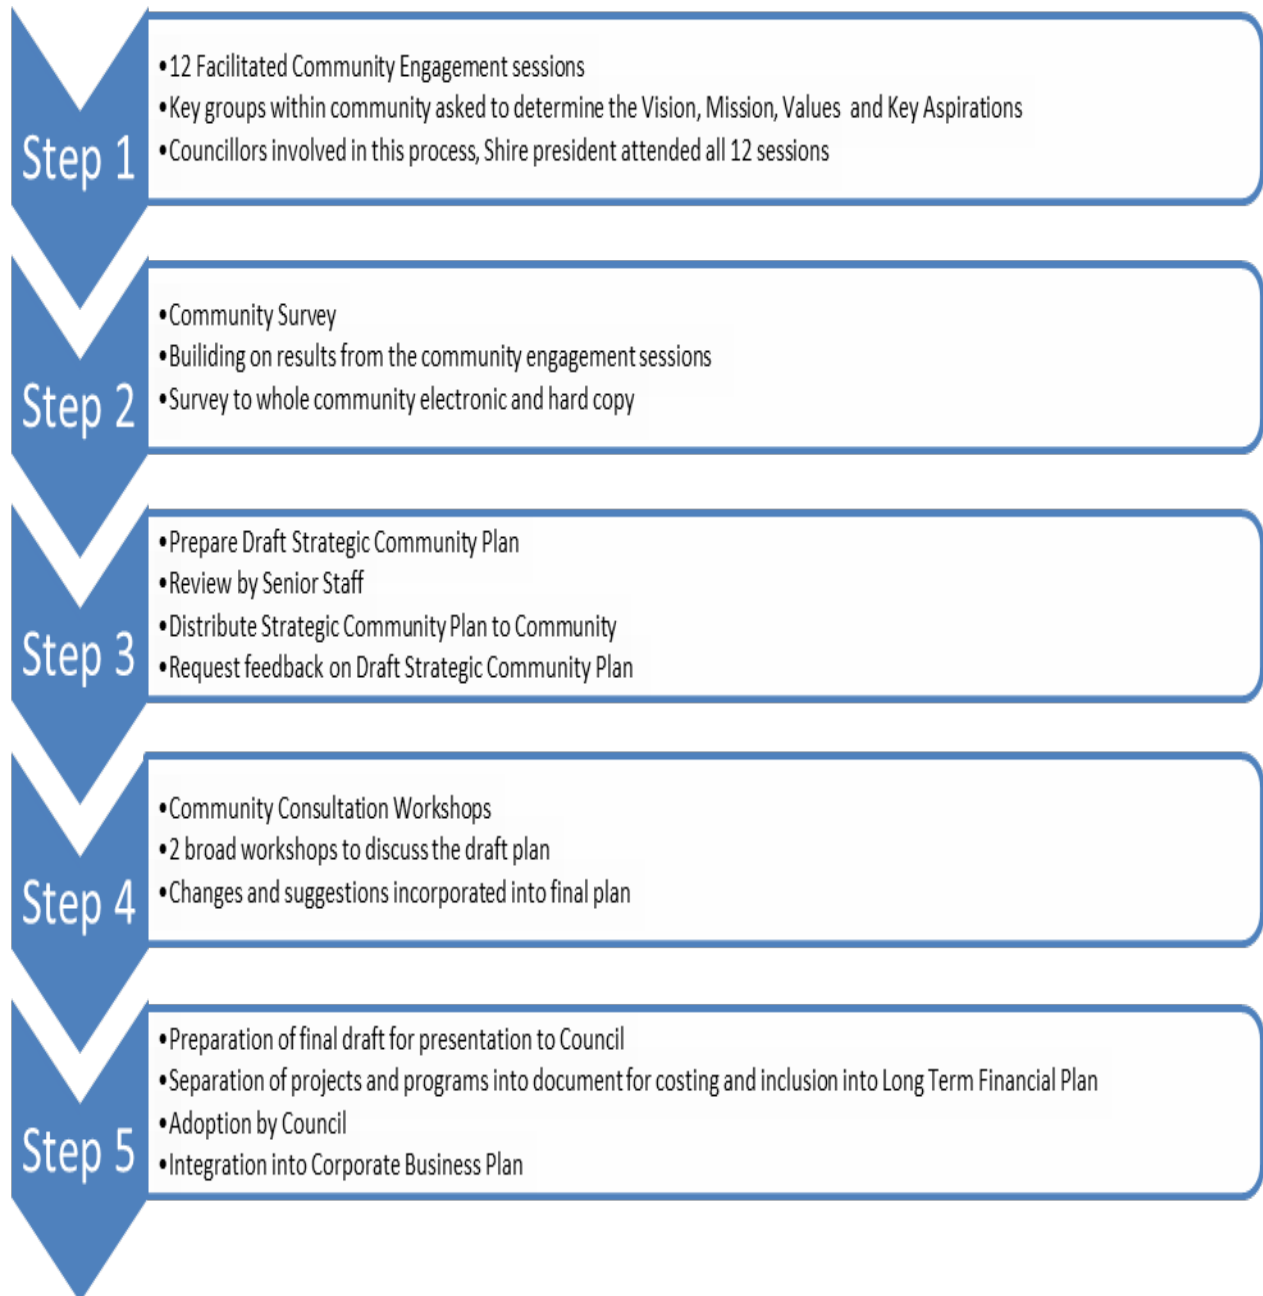 Step 1
•12 Facilitated Community Engagement sessions
•Key groups within community asked to determine the Vision, Mission, Values and Key Aspirations
•Councillors involved in this process, Shire president attended all 12 sessions
Step 2
•Community Survey
•Builiding on results from the community engagement sessions
•Survey to whole community electronic and hard copy
Step 3
•Prepare Draft Strategic Community Plan
•Review by Senior Staff
•Distribute Strategic Community Plan to Community
•Request feedback on Draft Strategic Community Plan
Step 4
•Community Consultation Workshops
•2 broad workshops to discuss the draft plan
•Changes and suggestions incorporated into final plan
Step 5
•Preparation of final draft for presentation to Council
•Separation of projects and programs into document for costing and inclusion into Long Term Financial Plan
•Adoption by Council
•Integration into Corporate Business Plan